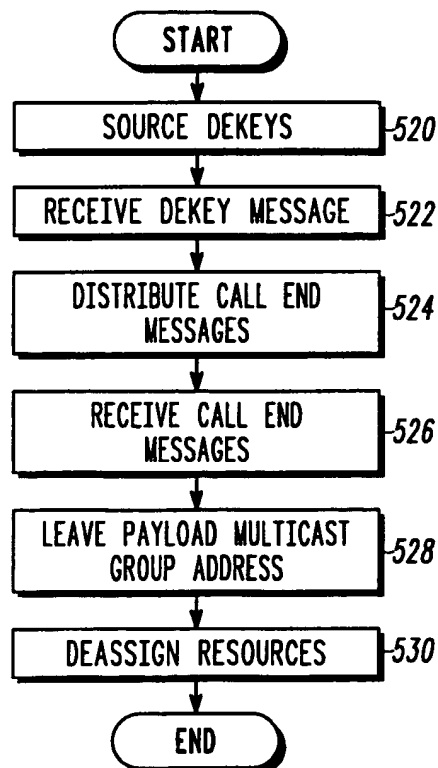 START
SOURCE DEKEYS
520
RECEIVE DEKEY MESSAGE
522
DISTRIBUTE CALL END
MESSAGES
524
RECEIVE CALL END
MESSAGES
526
LEAVE PAYLOAD MULTICAST
GROUP ADDRESS
528
DEASSIGN RESOURCES
530
END